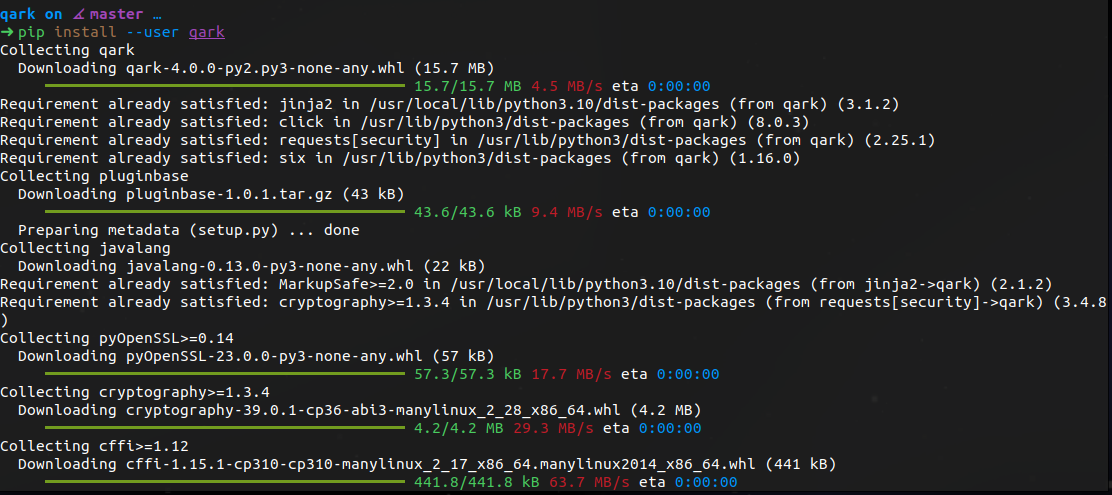 qark on ∡ master …
➜ pip install --user qark
Collecting qark
  Downloading qark-4.0.0-py2.py3-none-any.whl (15.7 MB)
     15.7/15.7 MB 4.5 MB/s eta 0:00:00
Requirement already satisfied: jinja2 in /usr/local/lib/python3.10/dist-packages (from qark) (3.1.2)
Requirement already satisfied: click in /usr/lib/python3/dist-packages (from qark) (8.0.3)
Requirement already satisfied: requests[security] in /usr/lib/python3/dist-packages (from qark) (2.25.1)
Requirement already satisfied: six in /usr/lib/python3/dist-packages (from qark) (1.16.0)
Collecting pluginbase
  Downloading pluginbase-1.0.1.tar.gz (43 kB)
     43.6/43.6 kB 9.4 MB/s eta 0:00:00
  Preparing metadata (setup.py) ... done
Collecting javalang
  Downloading javalang-0.13.0-py3-none-any.whl (22 kB)
Requirement already satisfied: MarkupSafe>=2.0 in /usr/local/lib/python3.10/dist-packages (from jinja2->qark) (2.1.2)
Requirement already satisfied: cryptography>=1.3.4 in /usr/lib/python3/dist-packages (from requests[security]->qark) (3.4.8
)
Collecting pyOpenSSL>=0.14
  Downloading pyOpenSSL-23.0.0-py3-none-any.whl (57 kB)
     57.3/57.3 kB 17.7 MB/s eta 0:00:00
Collecting cryptography>=1.3.4
  Downloading cryptography-39.0.1-cp36-abi3-manylinux_2_28_x86_64.whl (4.2 MB)
     4.2/4.2 MB 29.3 MB/s eta 0:00:00
Collecting cffi>=1.12
  Downloading cffi-1.15.1-cp310-cp310-manylinux_2_17_x86_64.manylinux2014_x86_64.whl (441 kB)
     441.8/441.8 kB 63.7 MB/s eta 0:00:00